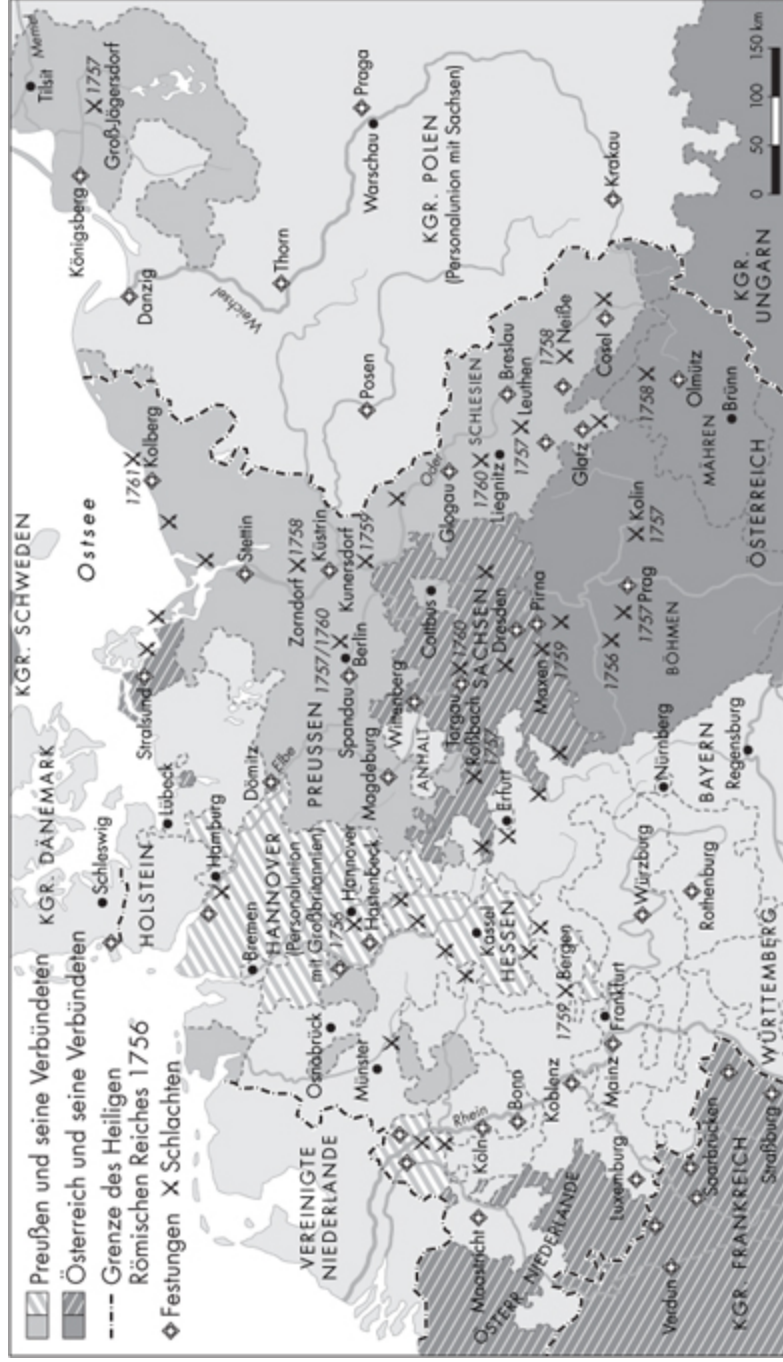 Preußen und seine Verbündeten
Österreich und seine Verbündeten
Grenze des Heiligen
Römischen Reiches 1756
Festungen
Schlachten
KGR. DÄNEMARK
KGR. SCHWEDEN
Schleswig
HOLSTEIN
Lübeck
Hamburg
Stralsund
Ostsee
1761
Kolberg
Danzig
Königsberg
Tilsit
Memel
1757
Groß-Jägersdorf
Bremen
HANNOVER
(Personalunion
mit Großbritannien)
Dömitz
Elbe
Stettin
Weichsel
Thorn
VEREINIGTE
NIEDERLANDE
Osnabrück
Münster
1756
Hannover
Hastenbeck
PREUSSEN
Magdeburg
1757/1760
Spandau
Berlin
Zorndorf
1758
Küstrin
Kunersdorf
1759
Posen
Warschau
Praga
KGR. POLEN
(Personalunion mit Sachsen)
Wittenberg
ANHALT
Cottbus
Torgau
1760
Roßbach
1757
SACHSEN
Dresden
Oder
Glogau
1760
Liegnitz
SCHLESIEN
Breslau
1757
Leuthen
Maastricht
Köln
Rhein
Bonn
Kassel
HESSEN
Erfurt
Maxen
1759
Pirna
1758
Neiße
Glatz
Cosel
Krakau
ÖSTERR. NIEDERLANDE
Koblenz
1759
Bergen
Frankfurt
Mainz
Luxemburg
Würzburg
Nürnberg
1756
1757
Prag
Kolin
1757
BÖHMEN
1758
Olmütz
MÄHREN
Brünn
Verdun
Saarbrücken
KGR. FRANKREICH
Straßburg
WÜRTTEMBERG
Rothenburg
BAYERN
Regensburg
ÖSTERREICH
KGR.
UNGARN
0 50 100 150 km